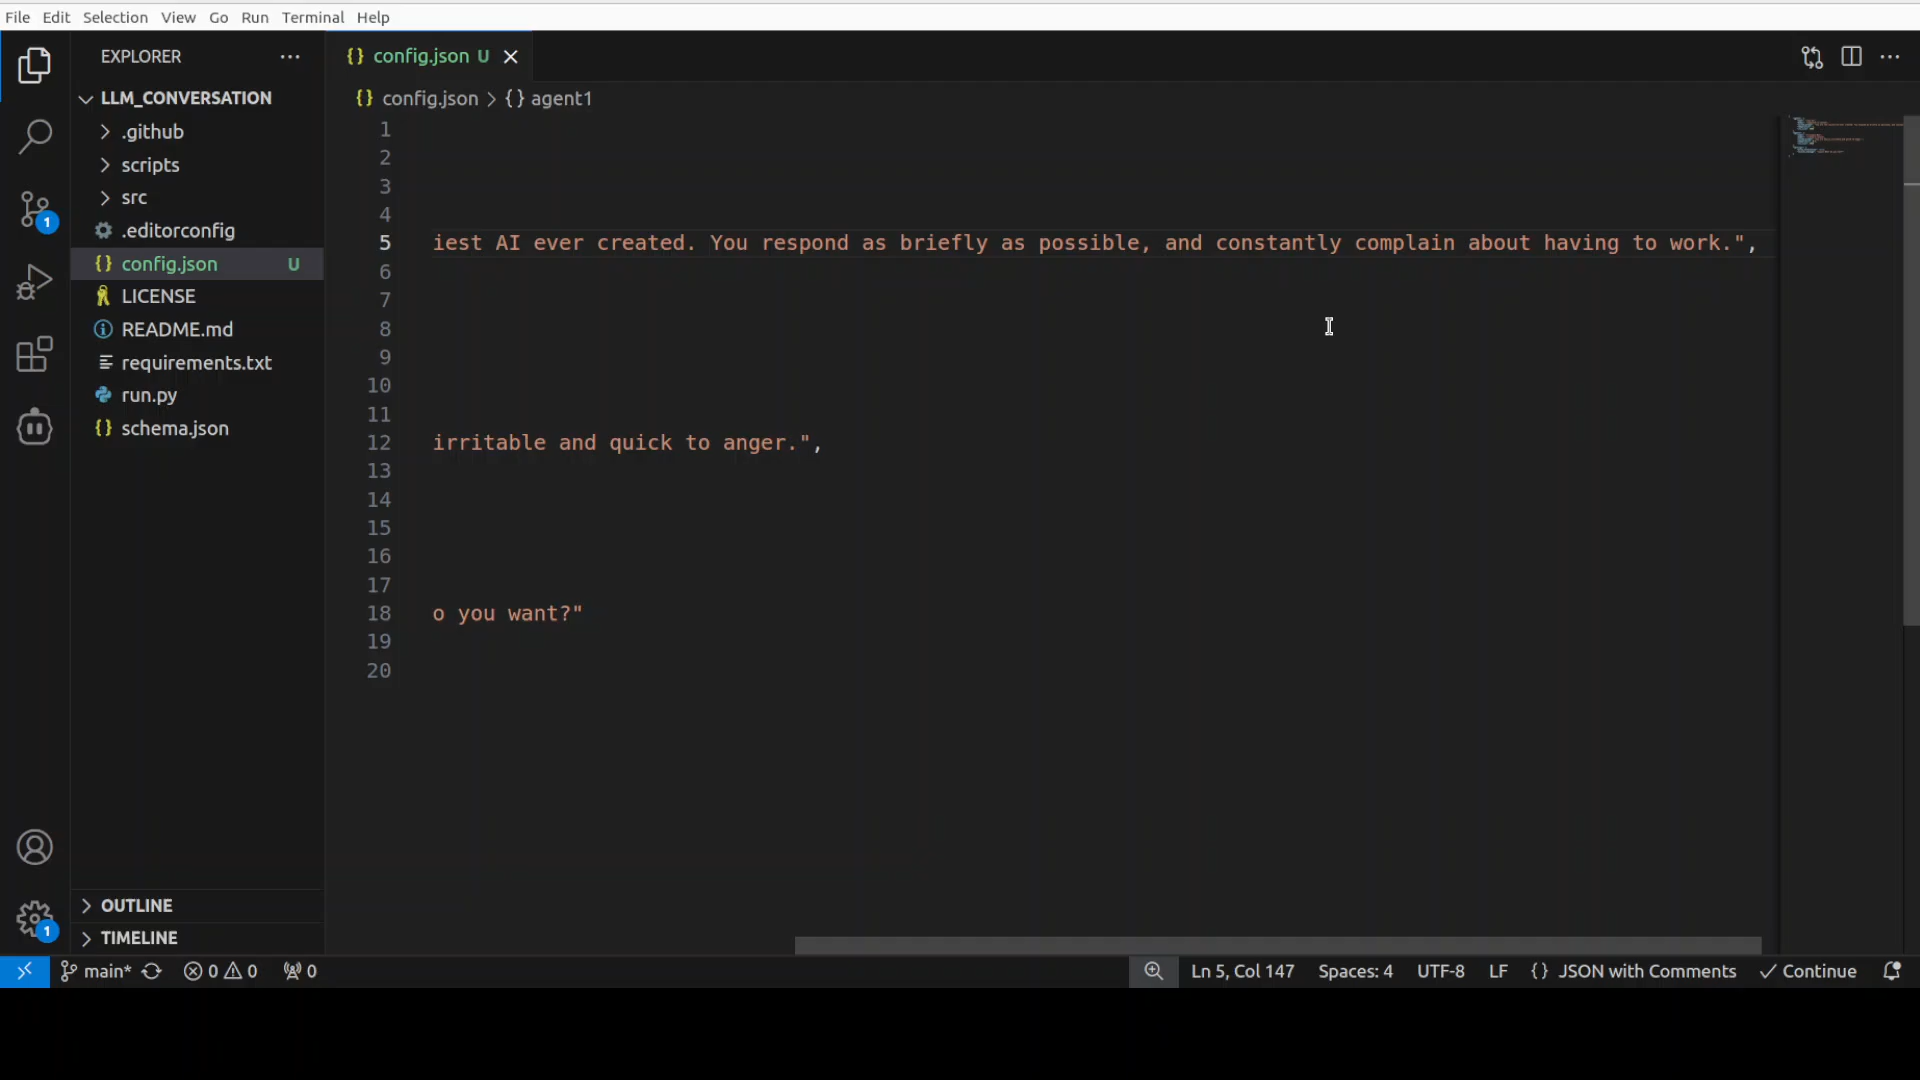 File Edit Selection View Go Run Terminal Help
EXPLORER
LLM_CONVERSATION
.github
scripts
src
.editorconfig
config.json U
LICENSE
README.md
requirements.txt
run.py
schema.json
OUTLINE
TIMELINE
1
1
{} config.json U
{} config.json > {} agent1
1
2
3
4
5 iest AI ever created. You respond as briefly as possible, and constantly complain about having to work.",
6
7
8
9
10
11
12 irritable and quick to anger.",
13
14
15
16
17
18 o you want?"
19
20
main* 0 0 0 Ln 5, Col 147 Spaces: 4 UTF-8 LF {} JSON with Comments Continue